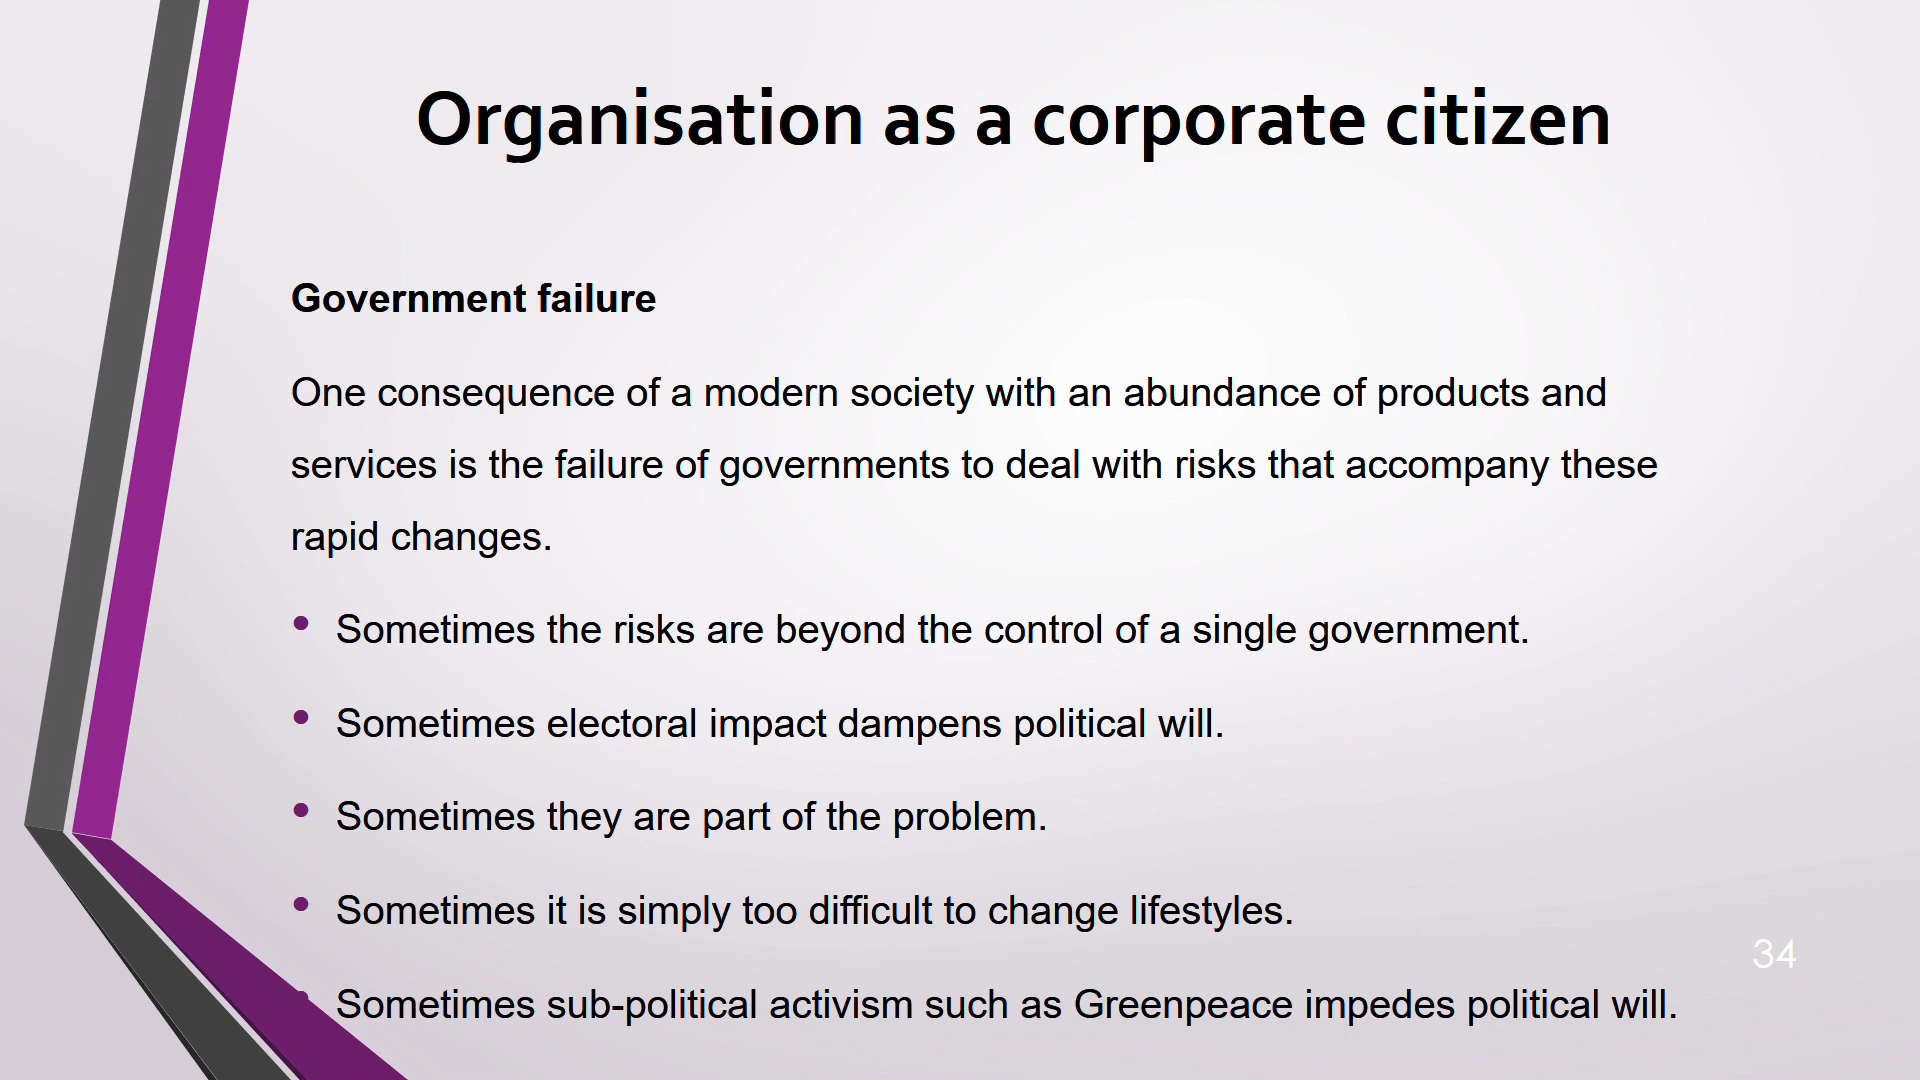 Organisation as a corporate citizen
Government failure
One consequence of a modern society with an abundance of products and
services is the failure of governments to deal with risks that accompany these
rapid changes.
• Sometimes the risks are beyond the control of a single government.
• Sometimes electoral impact dampens political will.
• Sometimes they are part of the problem.
• Sometimes it is simply too difficult to change lifestyles.
• Sometimes sub-political activism such as Greenpeace impedes political will.
34